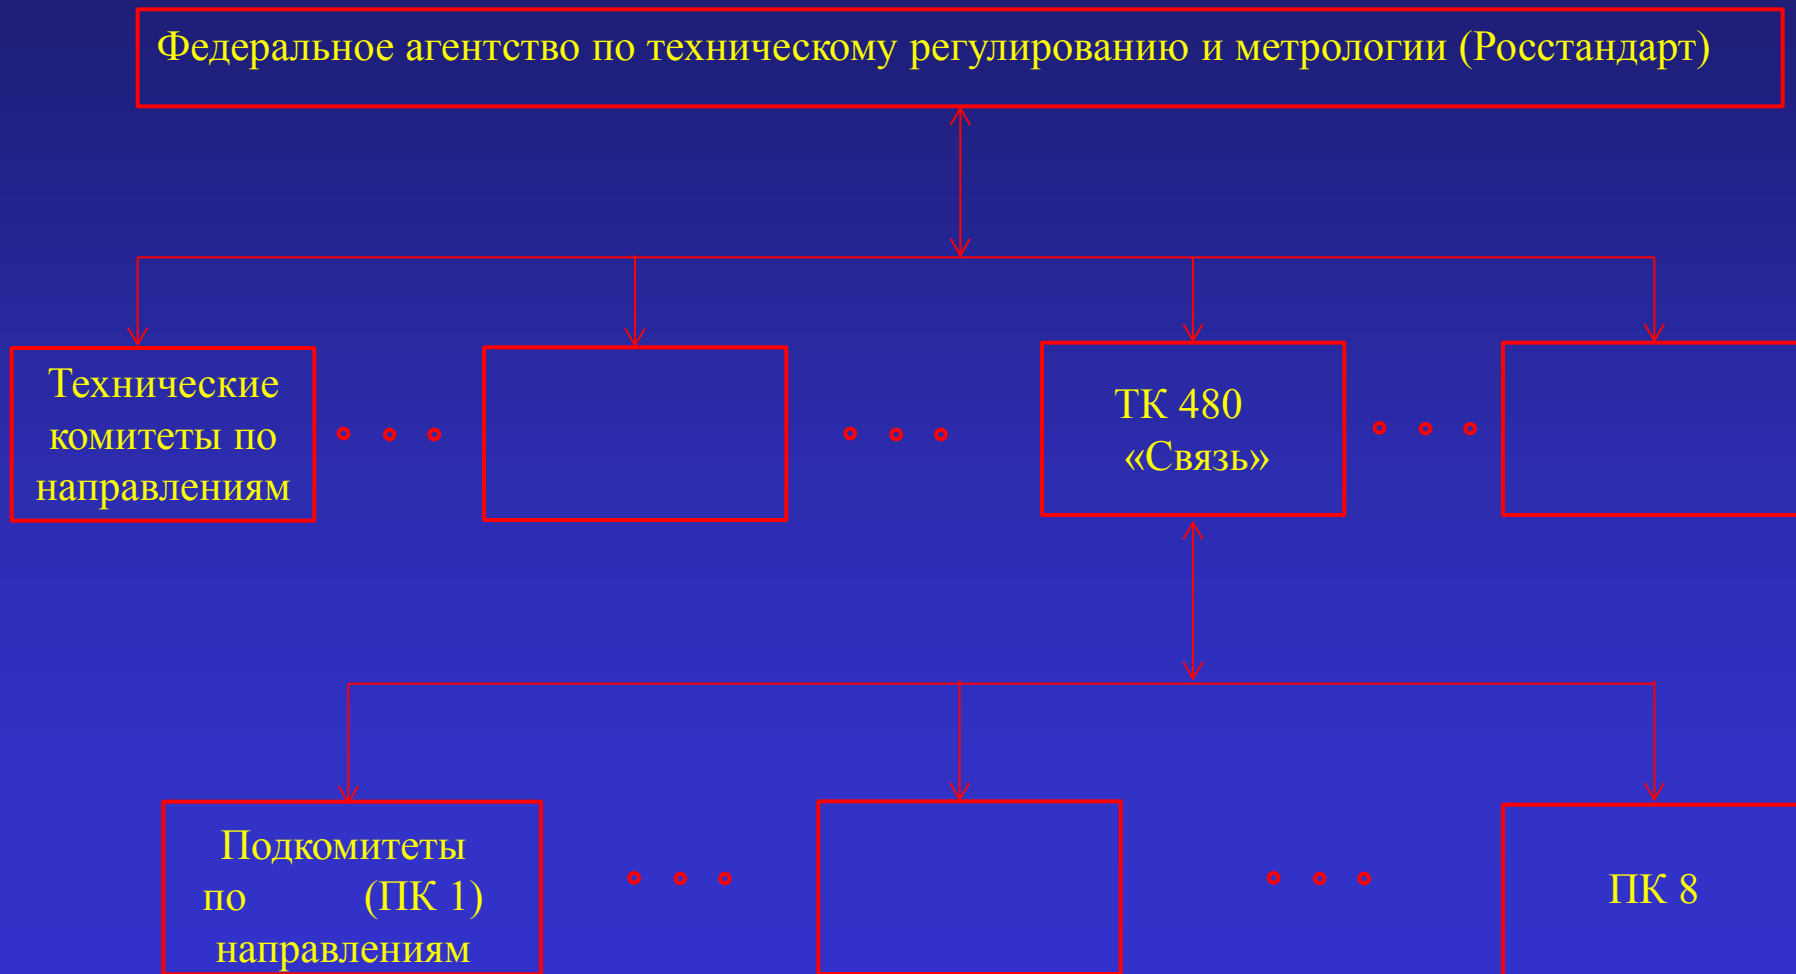 Федеральное агентство по техническому регулированию и метрологии (Росстандарт)
Технические
комитеты по
направлениям
ТК 480
«Связь»
Подкомитеты
по (ПК 1)
направлениям
ПК 8